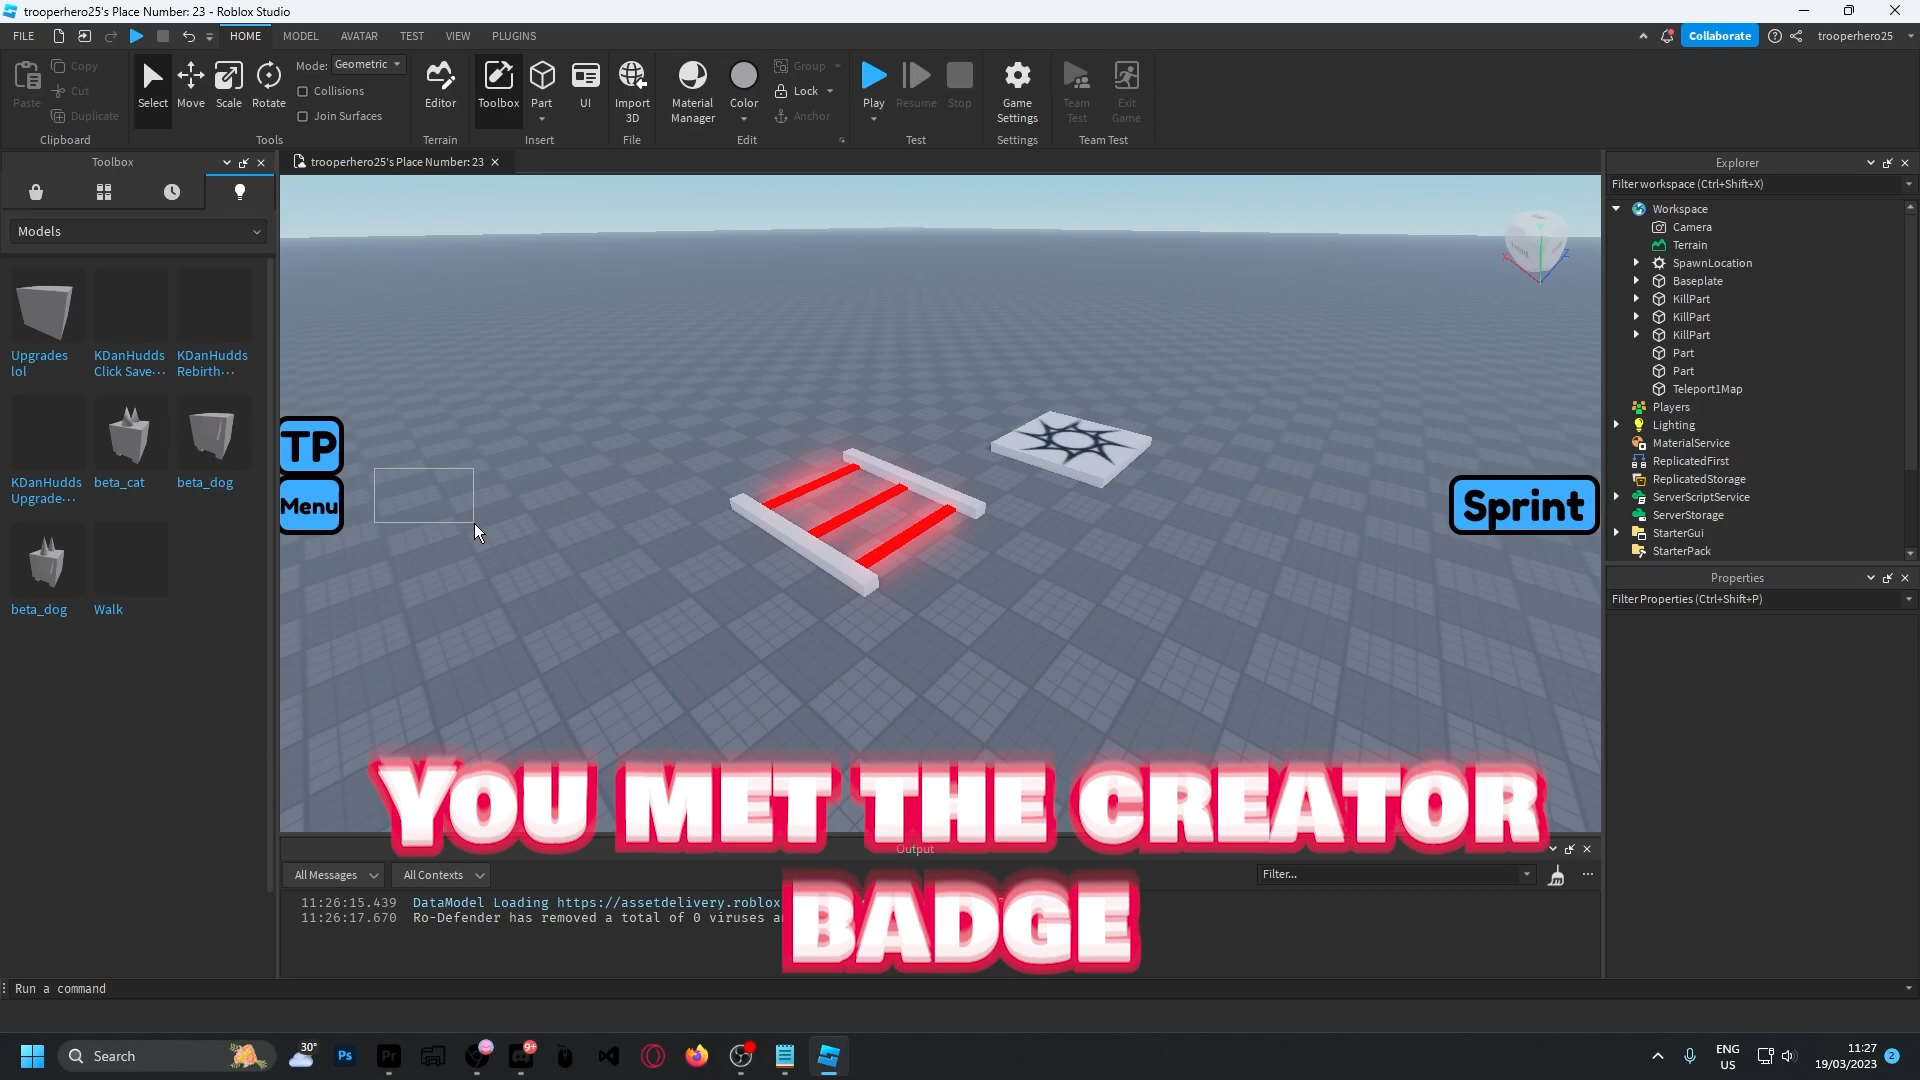 trooperhero25's Place Number: 23 - Roblox Studio
FILE
HOME
MODEL
AVATAR
TEST
VIEW
PLUGINS
Collaborate
trooperhero25
Paste
Copy
Cut
Duplicate
Clipboard
Select
Move
Scale
Rotate
Mode: Geometric
Collisions
Join Surfaces
Tools
Editor
Terrain
Toolbox
Part
UI
Insert
Import
3D
File
Material
Manager
Color
Group
Lock
Anchor
Edit
Play
Resume
Stop
Test
Game
Settings
Settings
Team
Test
Exit
Game
Team Test
Toolbox
trooperhero25's Place Number: 23
Explorer
Filter workspace (Ctrl+Shift+X)
Models
Upgrades
lol
KDanHudds
Click Save···
KDanHudds
Rebirth···
KDanHudds
Upgrade···
beta_cat
beta_dog
beta_dog
Walk
TP
Menu
Sprint
Workspace
Camera
Terrain
SpawnLocation
Baseplate
KillPart
KillPart
KillPart
Part
Part
Teleport1Map
Players
Lighting
MaterialService
ReplicatedFirst
ReplicatedStorage
ServerScriptService
ServerStorage
StarterGui
StarterPack
Properties
Filter Properties (Ctrl+Shift+P)
YOU MET THE CREATOR
BADGE
Output
All Messages
All Contexts
Filter...
11:26:15.439 DataModel Loading https://assetdelivery.roblox
11:26:17.670 Ro-Defender has removed a total of 0 viruses
Run a command
Search
30°
Ps
Pr
9+
ENG
US
11:27
19/03/2023
2